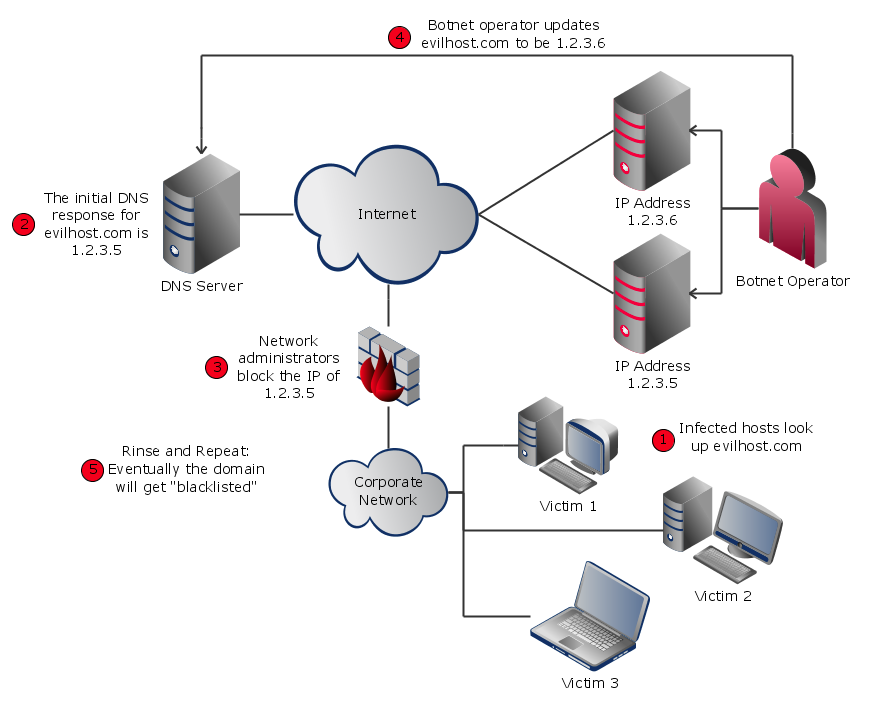 4
Botnet operator updates
evilhost.com to be 1.2.3.6
2
The initial DNS
response for
evilhost.com is
1.2.3.5
DNS Server
Internet
IP Address
1.2.3.6
Botnet Operator
IP Address
1.2.3.5
3
Network
administrators
block the IP of
1.2.3.5
5
Rinse and Repeat:
Eventually the domain
will get "blacklisted"
Corporate
Network
1
Infected hosts look
up evilhost.com
Victim 1
Victim 2
Victim 3